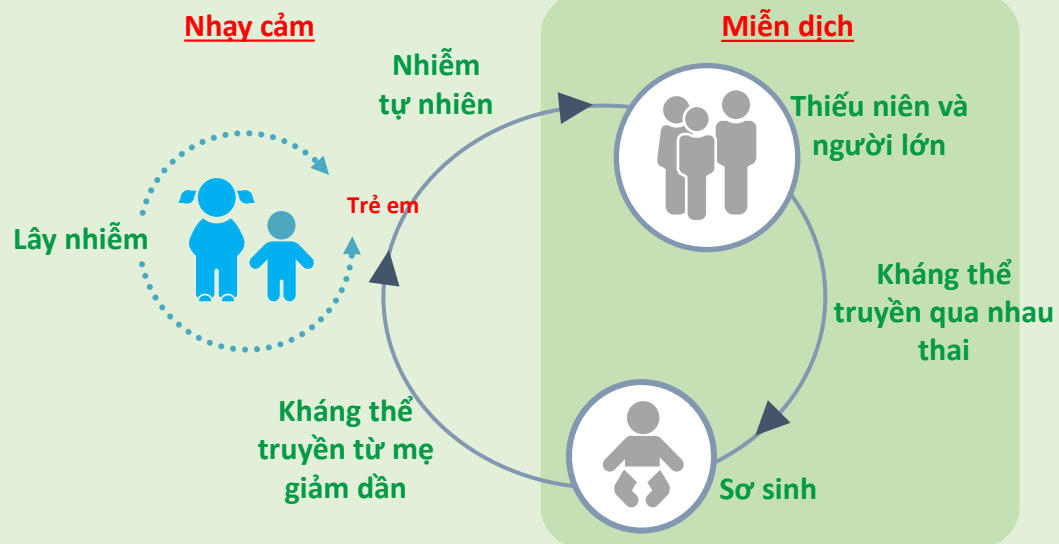 Nhạy cảm
Miễn dịch
Nhiễm
tự nhiên
Thiếu niên và
người lớn
Trẻ em
Lây nhiễm
Kháng thể
truyền qua nhau
thai
Kháng thể
truyền từ mẹ
giảm dần
Sơ sinh